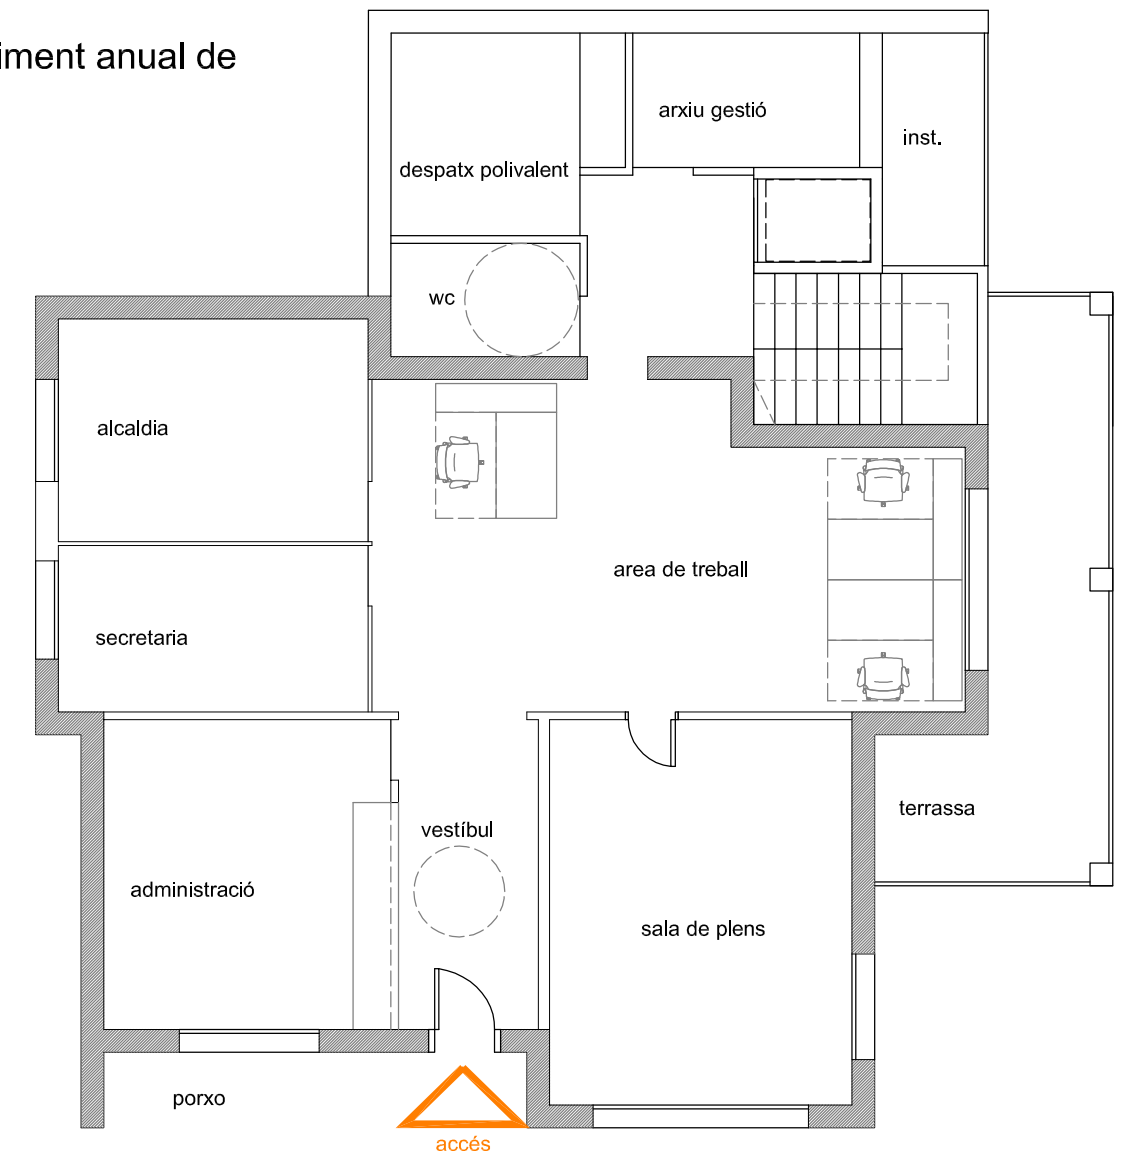 iment anual de
arxiu gestió
inst.
despatx polivalent
wc
alcaldia
area de treball
secretaria
terrassa
vestíbul
administració
sala de plens
porxo
accés